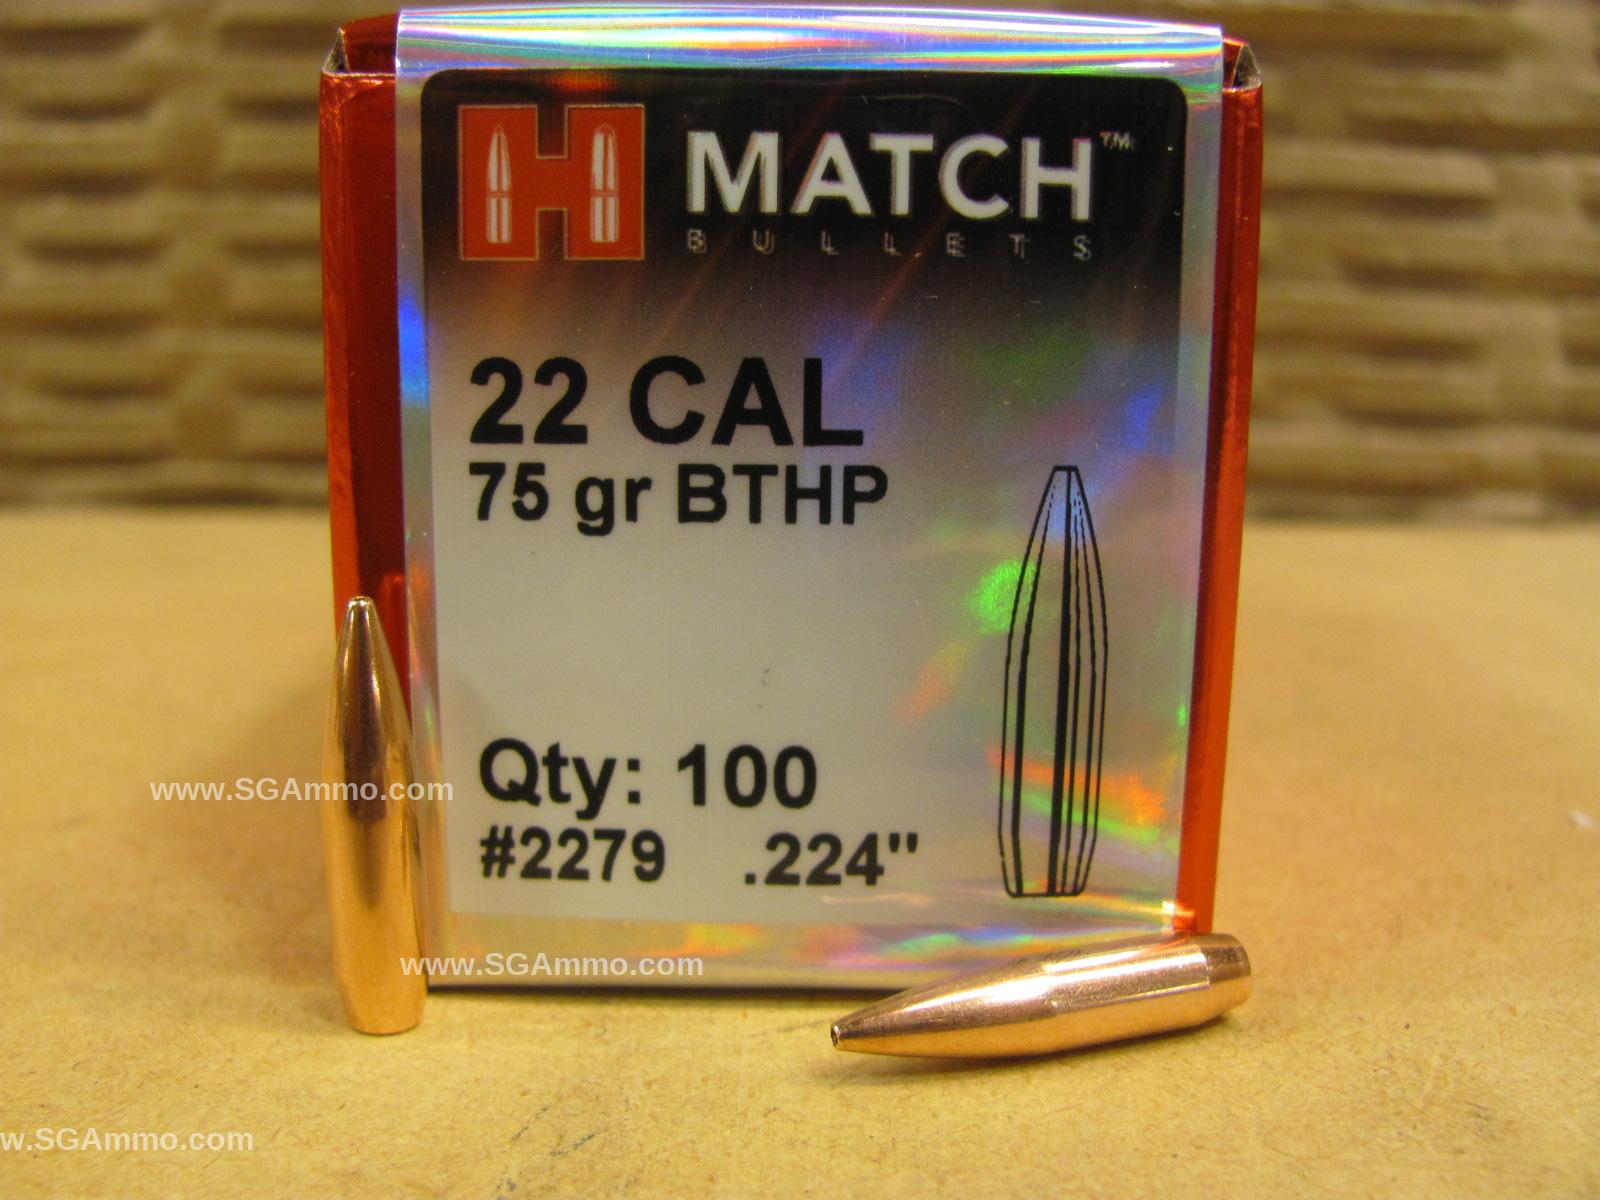 H MATCH™
BULLETS
22 CAL
75 gr BTHP
Qty: 100
#2279 .224"
www.SGAmmo.com
www.SGAmmo.com
w.SGAmmo.com